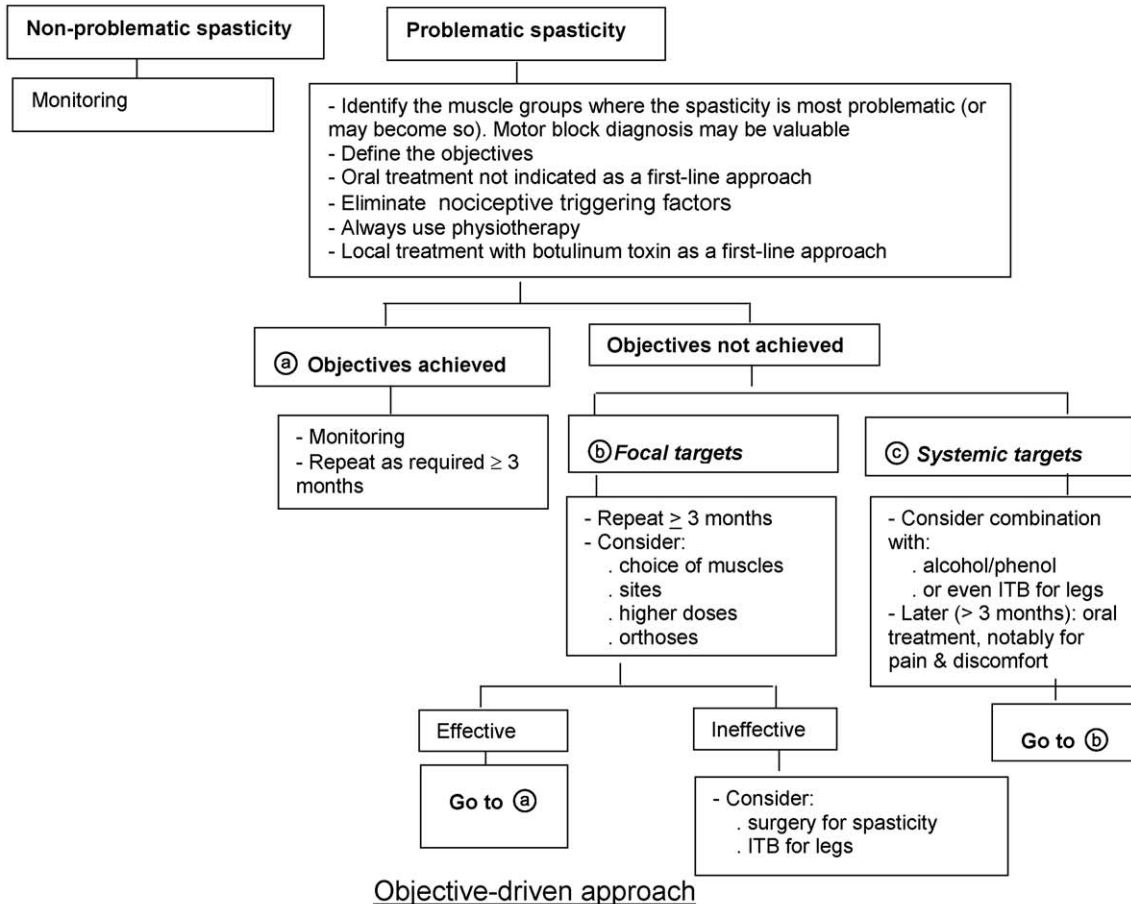 Non-problematic spasticity
Problematic spasticity
Monitoring
- Identify the muscle groups where the spasticity is most problematic (or
may become so). Motor block diagnosis may be valuable
- Define the objectives
- Oral treatment not indicated as a first-line approach
- Eliminate nociceptive triggering factors
- Always use physiotherapy
- Local treatment with botulinum toxin as a first-line approach
ⓐ Objectives achieved
Objectives not achieved
- Monitoring
- Repeat as required ≥ 3
months
ⓑ Focal targets
ⓒ Systemic targets
- Repeat ≥ 3 months
- Consider:
. choice of muscles
. sites
. higher doses
. orthoses
- Consider combination
with:
. alcohol/phenol
. or even ITB for legs
- Later (> 3 months): oral
treatment, notably for
pain & discomfort
Effective
Ineffective
Go to ⓑ
Go to ⓐ
- Consider:
. surgery for spasticity
. ITB for legs
Objective-driven approach